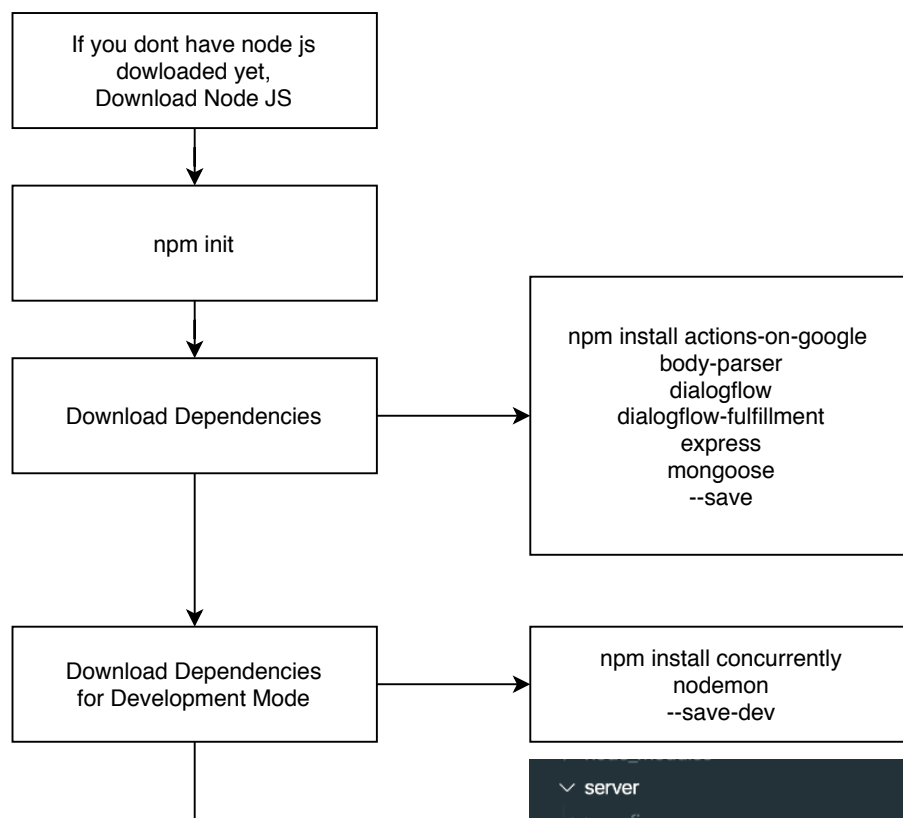 If you dont have node js
dowloaded yet,
Download Node JS
npm init
Download Dependencies
npm install actions-on-google
body-parser
dialogflow
dialogflow-fulfillment
express
mongoose
--save
Download Dependencies
for Development Mode
npm install concurrently
nodemon
--save-dev
server